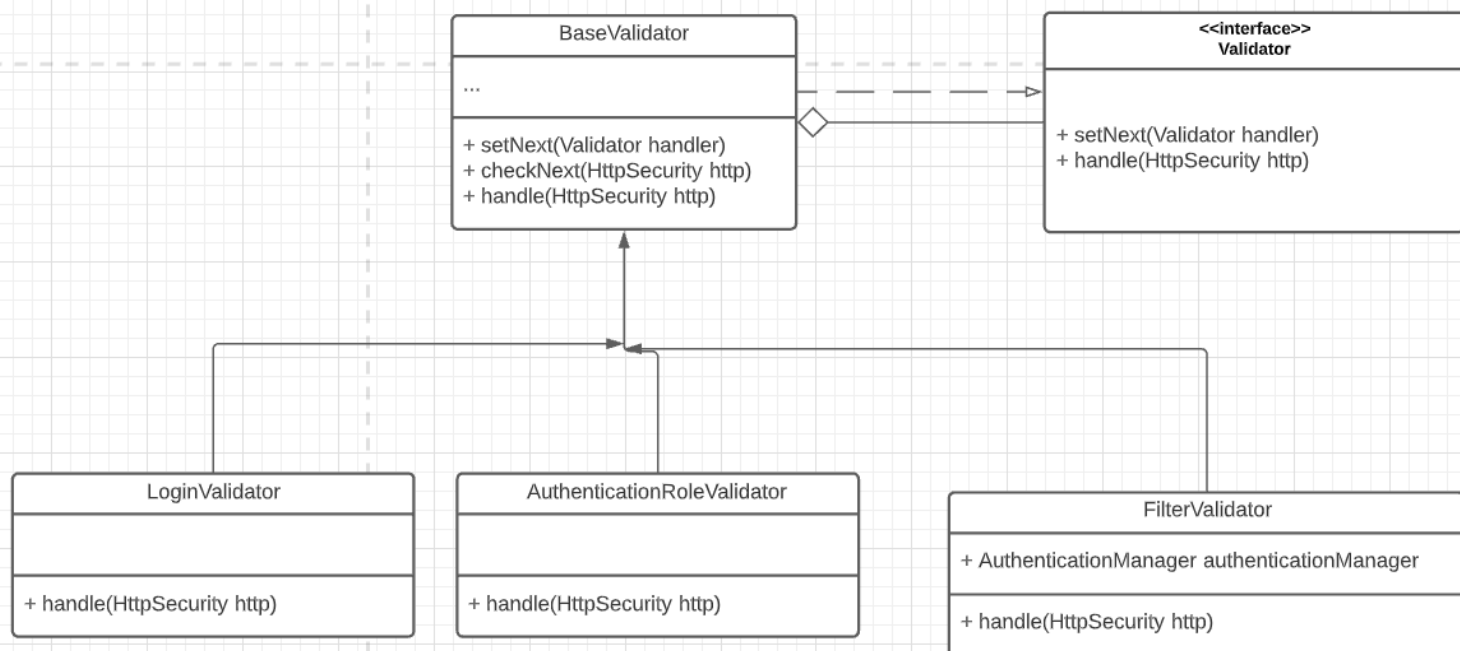 BaseValidator
...
+ setNext(Validator handler)
+ checkNext(HttpSecurity http)
+ handle(HttpSecurity http)
<<interface>>
Validator
+ setNext(Validator handler)
+ handle(HttpSecurity http)
LoginValidator
+ handle(HttpSecurity http)
AuthenticationRoleValidator
+ handle(HttpSecurity http)
FilterValidator
+ AuthenticationManager authenticationManager
+ handle(HttpSecurity http)